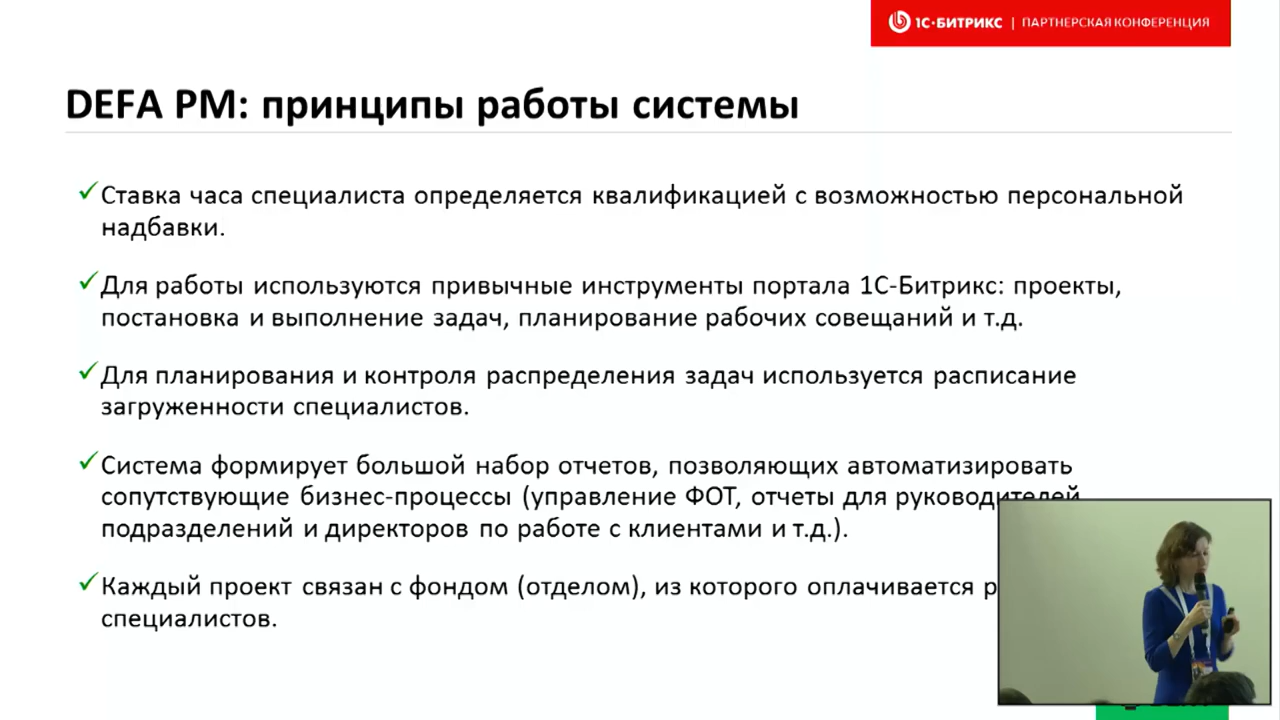 1С·БИТРИКС | ПАРТНЕРСКАЯ КОНФЕРЕНЦИЯ
DEFA PM: принципы работы системы
Ставка часа специалиста определяется квалификацией с возможностью персональной
надбавки.
Для работы используются привычные инструменты портала 1С-Битрикс: проекты,
постановка и выполнение задач, планирование рабочих совещаний и т.д.
Для планирования и контроля распределения задач используется расписание
загруженности специалистов.
Система формирует большой набор отчетов, позволяющих автоматизировать
сопутствующие бизнес-процессы (управление ФОТ, отчеты для руководителей
подразделений и директоров по работе с клиентами и т.д.).
Каждый проект связан с фондом (отделом), из которого оплачивается
специалистов.